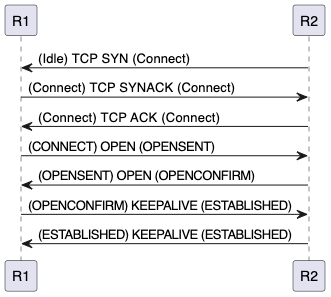 R1 R2
(Idle) TCP SYN (Connect)
(Connect) TCP SYNACK (Connect)
(Connect) TCP ACK (Connect)
(CONNECT) OPEN (OPENSENT)
(OPENSENT) OPEN (OPENCONFIRM)
(OPENCONFIRM) KEEPALIVE (ESTABLISHED)
(ESTABLISHED) KEEPALIVE (ESTABLISHED)
R1 R2